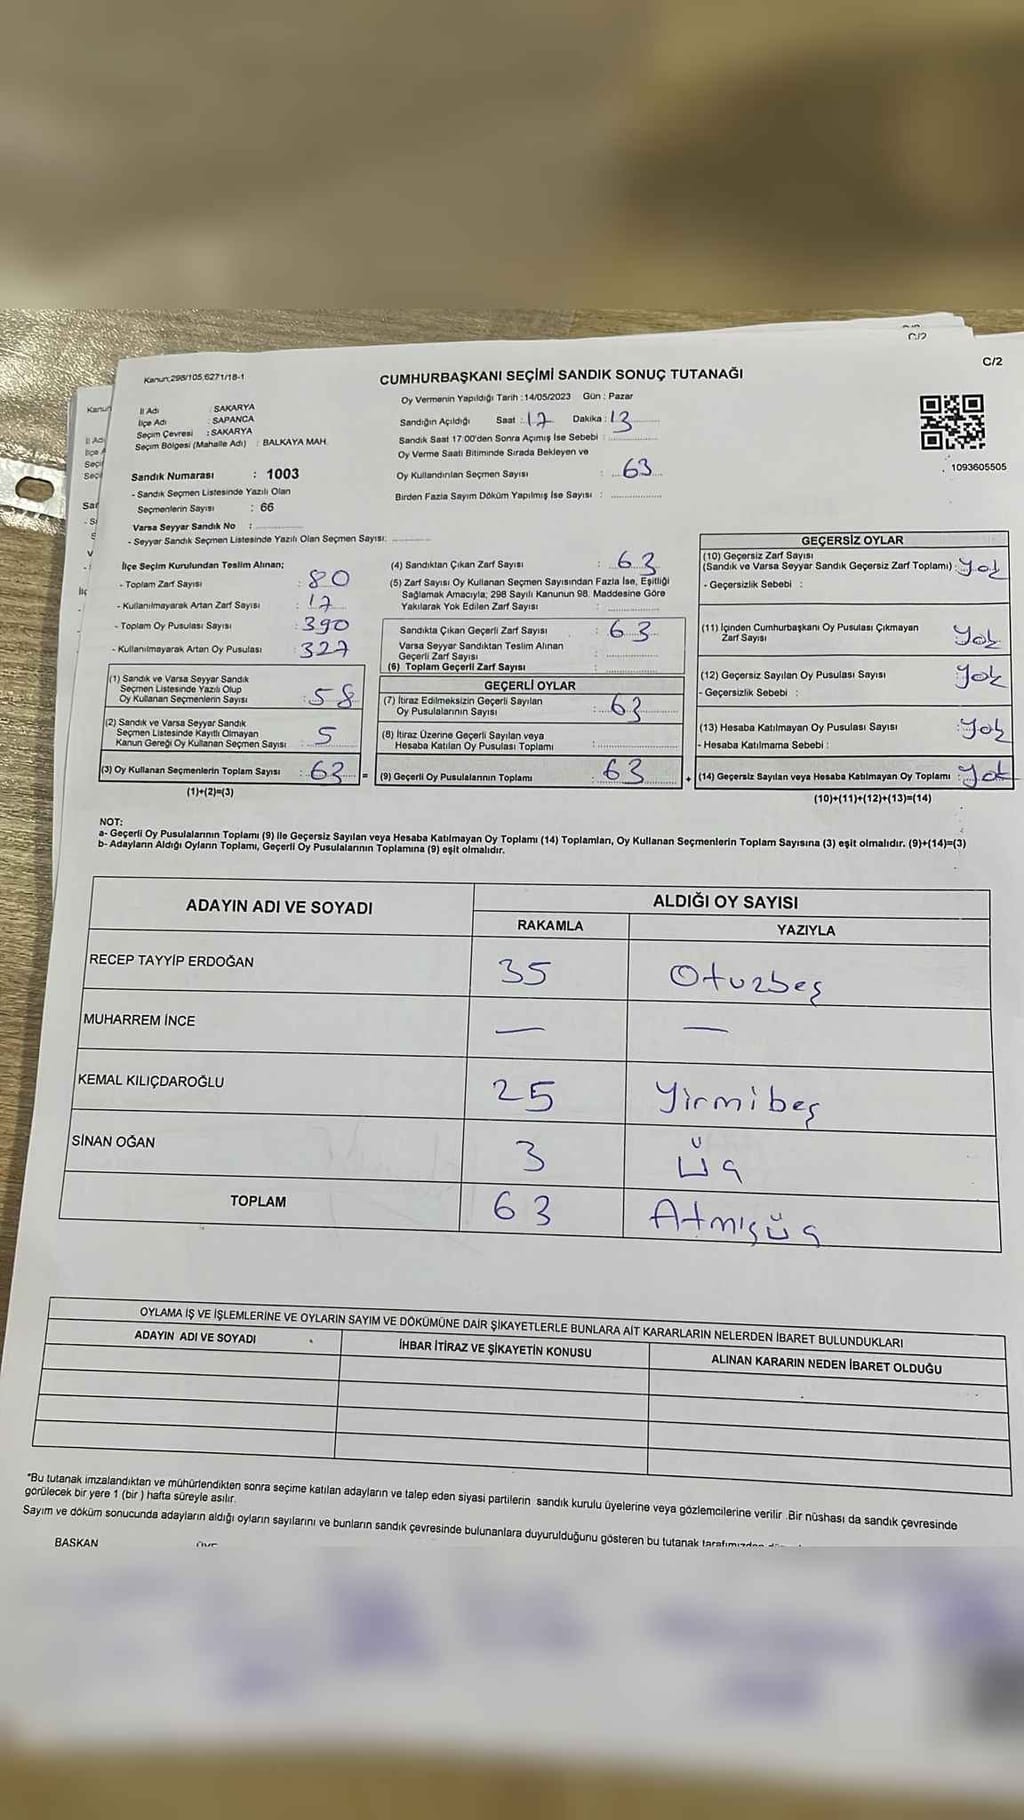 C/2
C/2
Kanun;298/105,6271/18-1
CUMHURBAŞKANI SEÇİMİ SANDIK SONUÇ TUTANAĞI
Oy Vermenin Yapıldığı Tarih :14/05/2023 Gün : Pazar
İl Adı : SAKARYA
İlçe Adı : SAPANCA
Seçim Çevresi : SAKARYA
Seçim Bölgesi (Mahalle Adı) : BALKAYA MAH.
Sandık Numarası : 1003
- Sandık Seçmen Listesinde Yazılı Olan
Seçmenlerin Sayısı : 66
Varsa Seyyar Sandık No :
- Seyyar Sandık Seçmen Listesinde Yazılı Olan Seçmen Sayısı:
Sandığın Açıldığı Saat : 17 Dakika : 13
Sandık Saat 17:00'den Sonra Açımış İse Sebebi :
Oy Verme Saati Bitiminde Sırada Bekleyen ve
Oy Kullandırılan Seçmen Sayısı : 63
Birden Fazla Sayım Döküm Yapılmış İse Sayısı :
1093605505
İlçe Seçim Kurulundan Teslim Alınan;
- Toplam Zarf Sayısı : 80
- Kullanılmayarak Artan Zarf Sayısı : 17
- Toplam Oy Pusulası Sayısı : 390
- Kullanılmayarak Artan Oy Pusulası : 327
(1) Sandık ve Varsa Seyyar Sandık
Seçmen Listesinde Yazılı Olup
Oy Kullanan Seçmenlerin Sayısı : 58
(2) Sandık ve Varsa Seyyar Sandık
Seçmen Listesinde Kayıtlı Olmayan
Kanun Gereği Oy Kullanan Seçmen Sayısı : 5
(3) Oy Kullanan Seçmenlerin Toplam Sayısı : 63 =
(1)+(2)=(3)
(4) Sandıktan Çıkan Zarf Sayısı : 63
(5) Zarf Sayısı Oy Kullanan Seçmen Sayısından Fazla İse, Eşitliği
Sağlamak Amacıyla; 298 Sayılı Kanunun 98. Maddesine Göre
Yakılarak Yok Edilen Zarf Sayısı :
Sandıkta Çıkan Geçerli Zarf Sayısı : 63
Varsa Seyyar Sandıktan Teslim Alınan
Geçerli Zarf Sayısı :
(6) Toplam Geçerli Zarf Sayısı :
GEÇERLİ OYLAR
(7) İtiraz Edilmeksizin Geçerli Sayılan
Oy Pusulalarının Sayısı : 63
(8) İtiraz Üzerine Geçerli Sayılan veya
Hesaba Katılan Oy Pusulası Toplamı :
(9) Geçerli Oy Pusulalarının Toplamı : 63 +
GEÇERSİZ OYLAR
(10) Geçersiz Zarf Sayısı
(Sandık ve Varsa Seyyar Sandık Geçersiz Zarf Toplamı) : yok
- Geçersizlik Sebebi :
(11) İçinden Cumhurbaşkanı Oy Pusulası Çıkmayan
Zarf Sayısı : yok
(12) Geçersiz Sayılan Oy Pusulası Sayısı : yok
- Geçersizlik Sebebi :
(13) Hesaba Katılmayan Oy Pusulası Sayısı : yok
- Hesaba Katılmama Sebebi :
(14) Geçersiz Sayılan veya Hesaba Katılmayan Oy Toplamı : yok
(10)+(11)+(12)+(13)=(14)
NOT:
a- Geçerli Oy Pusulalarının Toplamı (9) ile Geçersiz Sayılan veya Hesaba Katılmayan Oy Toplamı (14) Toplamları, Oy Kullanan Seçmenlerin Toplam Sayısına (3) eşit olmalıdır. (9)+(14)=(3)
b- Adayların Aldığı Oyların Toplamı, Geçerli Oy Pusulalarının Toplamına (9) eşit olmalıdır.
ADAYIN ADI VE SOYADI ALDIĞI OY SAYISI
RAKAMLA YAZIYLA
RECEP TAYYİP ERDOĞAN 35 Otuzbeş
MUHARREM İNCE — —
KEMAL KILIÇDAROĞLU 25 Yirmibeş
SİNAN OĞAN 3 Üç
TOPLAM 63 Atmışüç
OYLAMA İŞ VE İŞLEMLERİNE VE OYLARIN SAYIM VE DÖKÜMÜNE DAİR ŞİKAYETLERLE BUNLARA AİT KARARLARIN NELERDEN İBARET BULUNDUKLARI
ADAYIN ADI VE SOYADI İHBAR İTİRAZ VE ŞİKAYETİN KONUSU ALINAN KARARIN NEDEN İBARET OLDUĞU
*Bu tutanak imzalandıktan ve mühürlendikten sonra seçime katılan adayların ve talep eden siyasi partilerin sandık kurulu üyelerine veya gözlemcilerine verilir .Bir nüshası da sandık çevresinde
görülecek bir yere 1 (bir ) hafta süreyle asılır.
Sayım ve döküm sonucunda adayların aldığı oyların sayılarını ve bunların sandık çevresinde bulunanlara duyurulduğunu gösteren bu tutanak tarafımızdan
BAŞKAN ÜYE